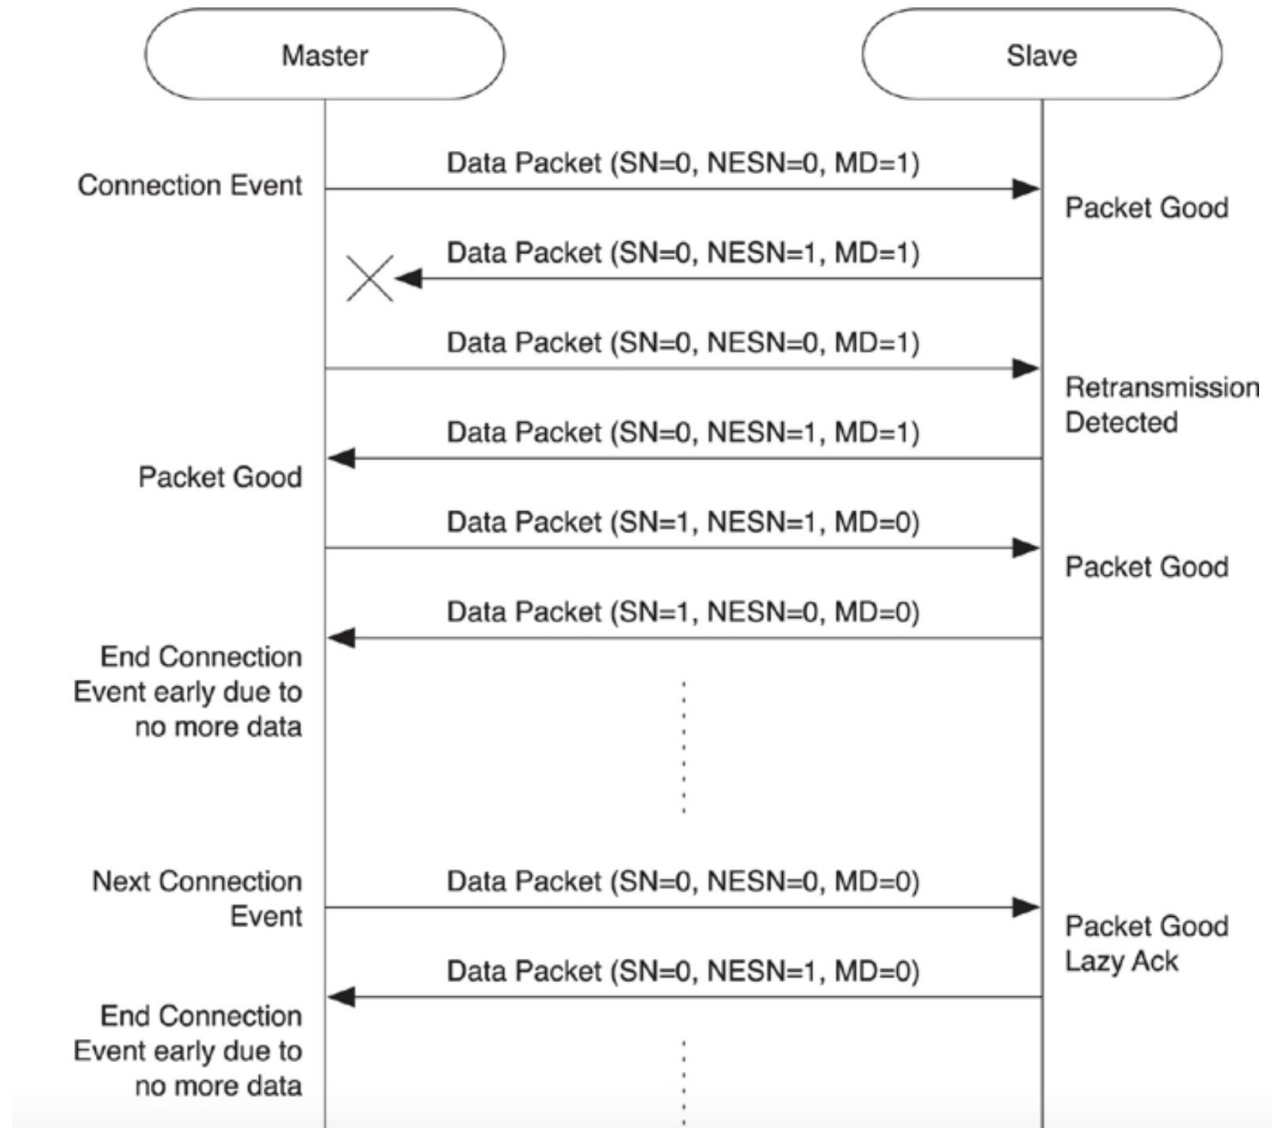 Master
Slave
Data Packet (SN=0, NESN=0, MD=1)
Connection Event
Packet Good
Data Packet (SN=0, NESN=1, MD=1)
Data Packet (SN=0, NESN=0, MD=1)
Retransmission
Detected
Data Packet (SN=0, NESN=1, MD=1)
Packet Good
Data Packet (SN=1, NESN=1, MD=0)
Packet Good
Data Packet (SN=1, NESN=0, MD=0)
End Connection
Event early due to
no more data
Next Connection
Event
Data Packet (SN=0, NESN=0, MD=0)
Packet Good
Lazy Ack
Data Packet (SN=0, NESN=1, MD=0)
End Connection
Event early due to
no more data